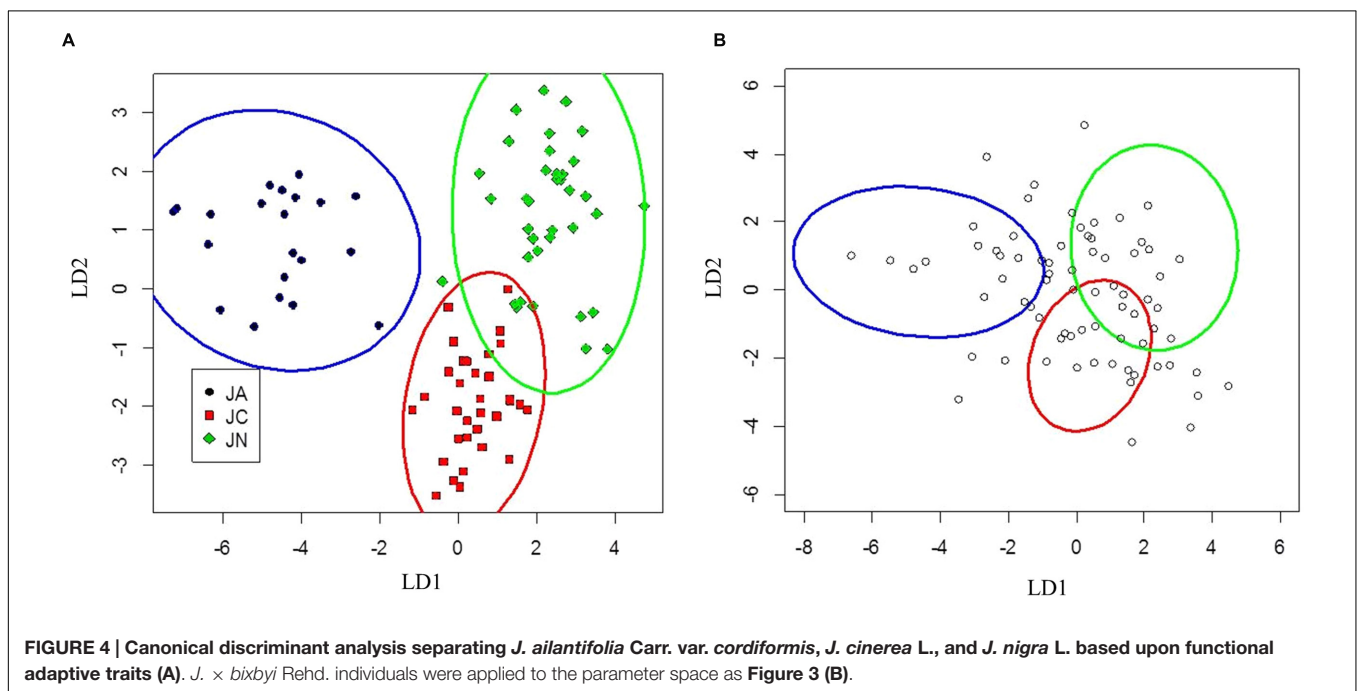 A
B
3
2
1
0
-1
-2
-3
LD2
JA
JC
JN
-6
-4
-2
0
2
4
LD1
6
4
2
0
-2
-4
-6
LD2
-8
-6
-4
-2
0
2
4
6
LD1
FIGURE 4 | Canonical discriminant analysis separating J. ailantifolia Carr. var. cordiformis, J. cinerea L., and J. nigra L. based upon functional
adaptive traits (A). J. × bixbyi Rehd. individuals were applied to the parameter space as Figure 3 (B).